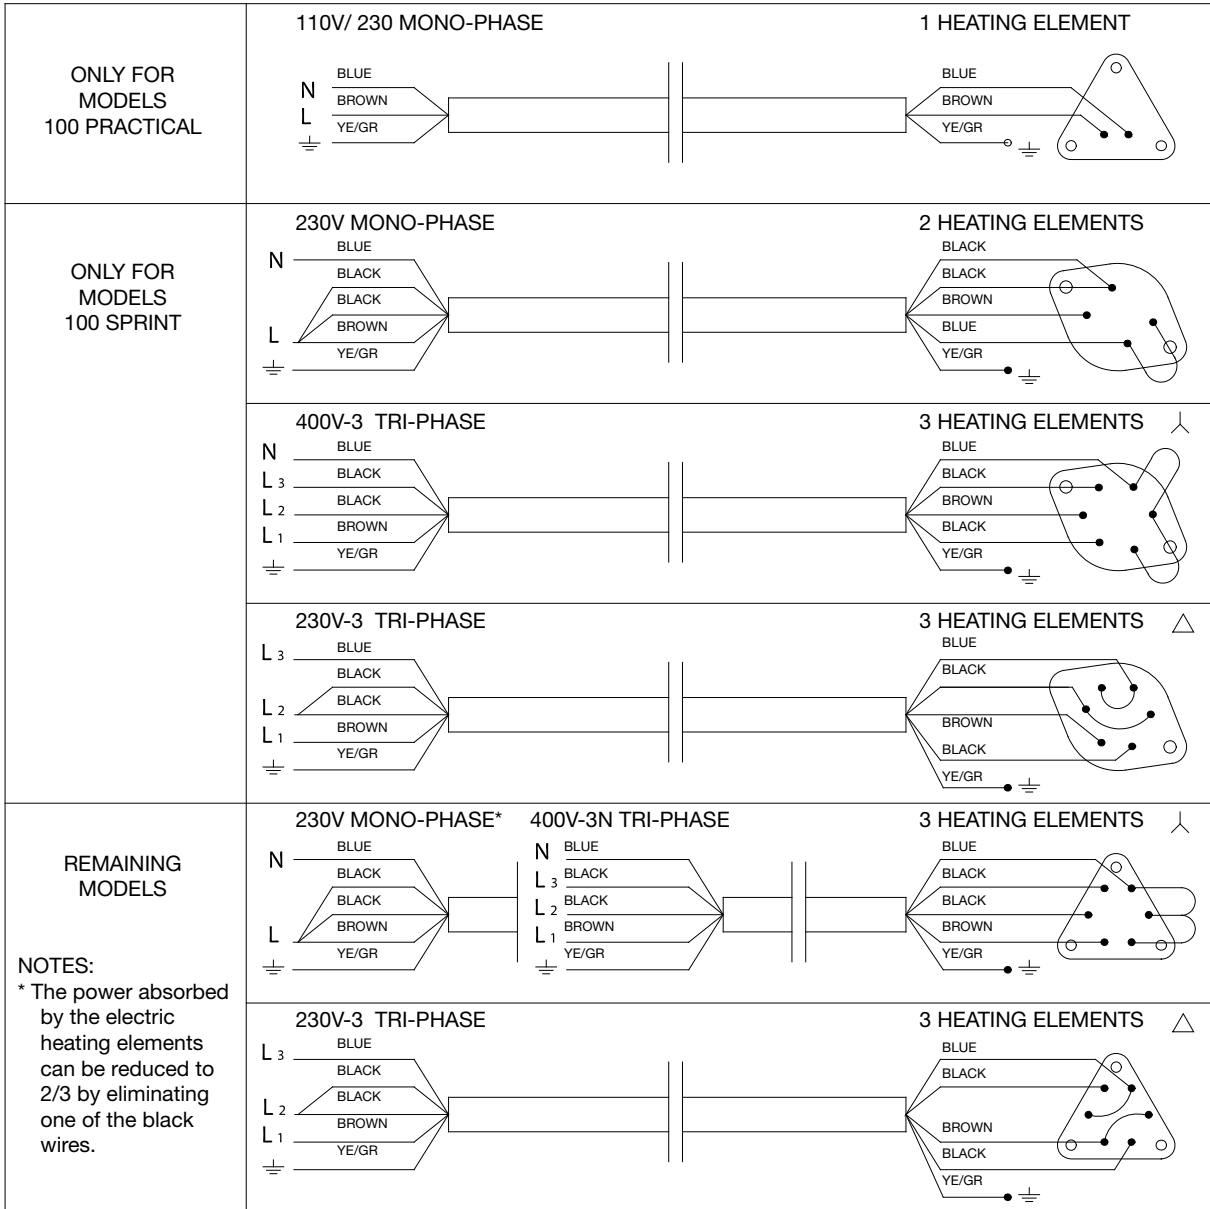 110V/ 230 MONO-PHASE
1 HEATING ELEMENT
ONLY FOR
MODELS
100 PRACTICAL
N
L
BLUE
BROWN
YE/GR
BLUE
BROWN
YE/GR
230V MONO-PHASE
2 HEATING ELEMENTS
ONLY FOR
MODELS
100 SPRINT
N
L
BLUE
BLACK
BLACK
BROWN
YE/GR
BLACK
BLACK
BROWN
BLUE
YE/GR
400V-3 TRI-PHASE
3 HEATING ELEMENTS
N
L 3
L 2
L 1
BLUE
BLACK
BLACK
BROWN
YE/GR
BLUE
BLACK
BROWN
BLACK
YE/GR
230V-3 TRI-PHASE
3 HEATING ELEMENTS
L 3
L 2
L 1
BLUE
BLACK
BLACK
BROWN
YE/GR
BLUE
BLACK
BROWN
BLACK
YE/GR
REMAINING
MODELS
NOTES:
* The power absorbed
by the electric
heating elements
can be reduced to
2/3 by eliminating
one of the black
wires.
230V MONO-PHASE*
400V-3N TRI-PHASE
3 HEATING ELEMENTS
N
L
BLUE
BLACK
BLACK
BROWN
YE/GR
N
L 3
L 2
L 1
BLUE
BLACK
BLACK
BROWN
YE/GR
BLUE
BLACK
BLACK
BROWN
YE/GR
230V-3 TRI-PHASE
3 HEATING ELEMENTS
L 3
L 2
L 1
BLUE
BLACK
BLACK
BROWN
YE/GR
BLUE
BLACK
BROWN
BLACK
YE/GR